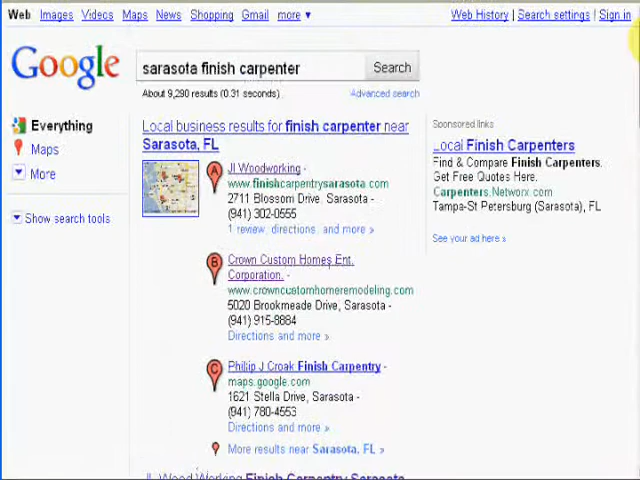 Web Images Videos Maps News Shopping Gmail more ▼ Web History | Search settings | Sign in
Google
sarasota finish carpenter Search
About 9,290 results (0.31 seconds) Advanced search
Everything
Maps
More
Show search tools
Local business results for finish carpenter near
Sarasota, FL
A
JI Woodworking -
www.finishcarpentrysarasota.com
2711 Blossom Drive, Sarasota -
(941) 302-0555
1 review, directions, and more »
B
Crown Custom Homes Ent.
Corporation. -
www.crowncustomhomeremodeling.com
5020 Brookmeade Drive, Sarasota -
(941) 915-8884
Directions and more »
C
Phillip J Croak Finish Carpentry -
maps.google.com
1621 Stella Drive, Sarasota -
(941) 780-4553
Directions and more »
More results near Sarasota, FL »
Sponsored links
Local Finish Carpenters
Find & Compare Finish Carpenters.
Get Free Quotes Here.
Carpenters.Networx.com
Tampa-St Petersburg (Sarasota), FL
See your ad here »
Wood Working Finish Carpentry Sarasota